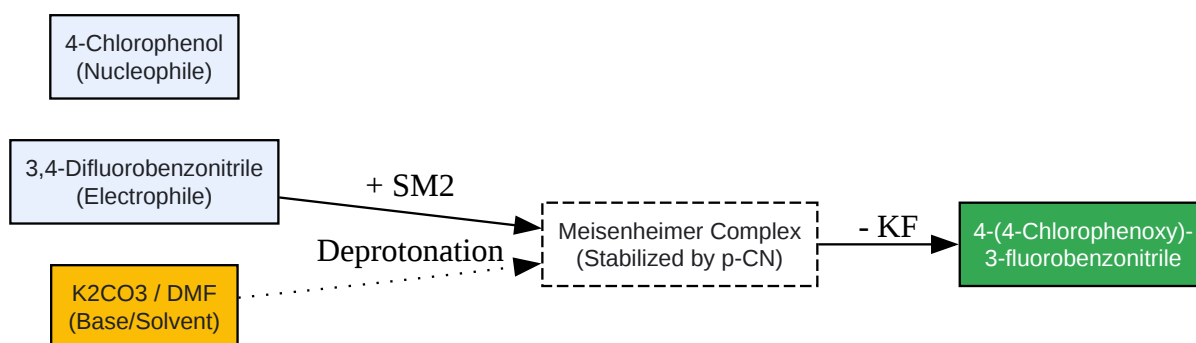 4-Chlorophenol
(Nucleophile)
3,4-Difluorobenzonitrile
(Electrophile)
+ SM2
Deprotonation
K2CO3 / DMF
(Base/Solvent)
Meisenheimer Complex
(Stabilized by p-CN)
- KF
4-(4-Chlorophenoxy)-
3-fluorobenzonitrile